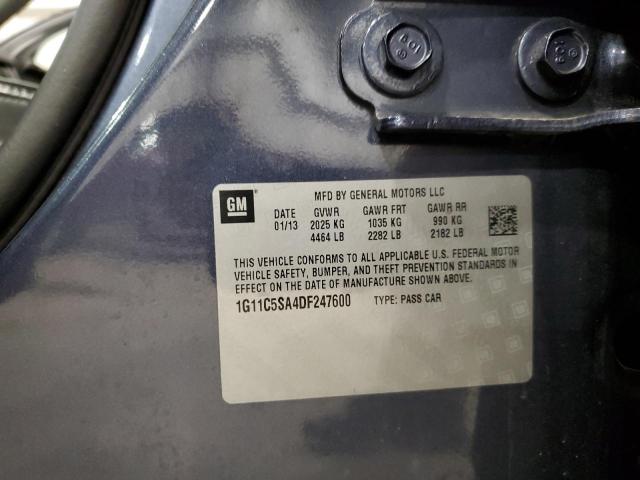 GM
MFD BY GENERAL MOTORS LLC
DATE GVWR GAWR FRT GAWR RR
01/13 2025 KG 1035 KG 990 KG
4464 LB 2282 LB 2182 LB
THIS VEHICLE CONFORMS TO ALL APPLICABLE U.S. FEDERAL MOTOR
VEHICLE SAFETY, BUMPER, AND THEFT PREVENTION STANDARDS IN
EFFECT ON THE DATE OF MANUFACTURE SHOWN ABOVE.
1G11C5SA4DF247600 TYPE: PASS CAR